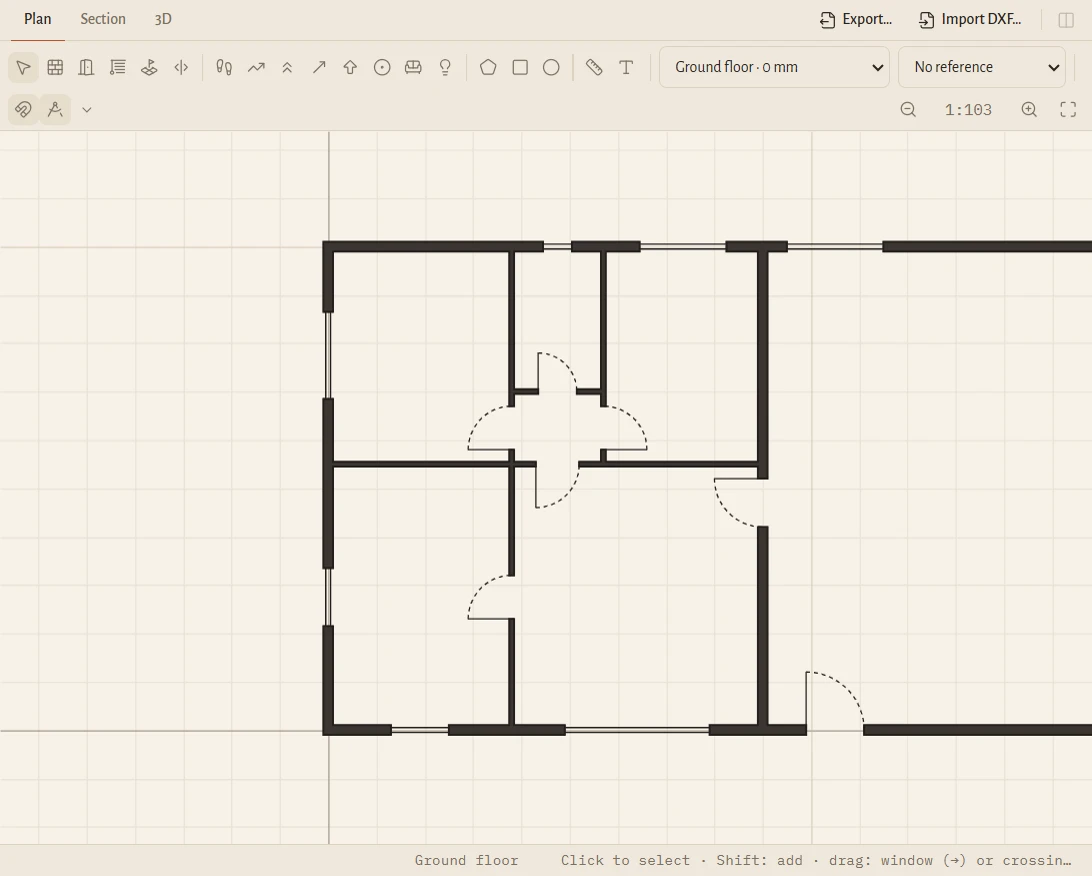 Plan Section 3D Export... Import DXF...
Ground floor · 0 mm No reference
1:103
Ground floor Click to select · Shift: add · drag: window (→) or crossin…